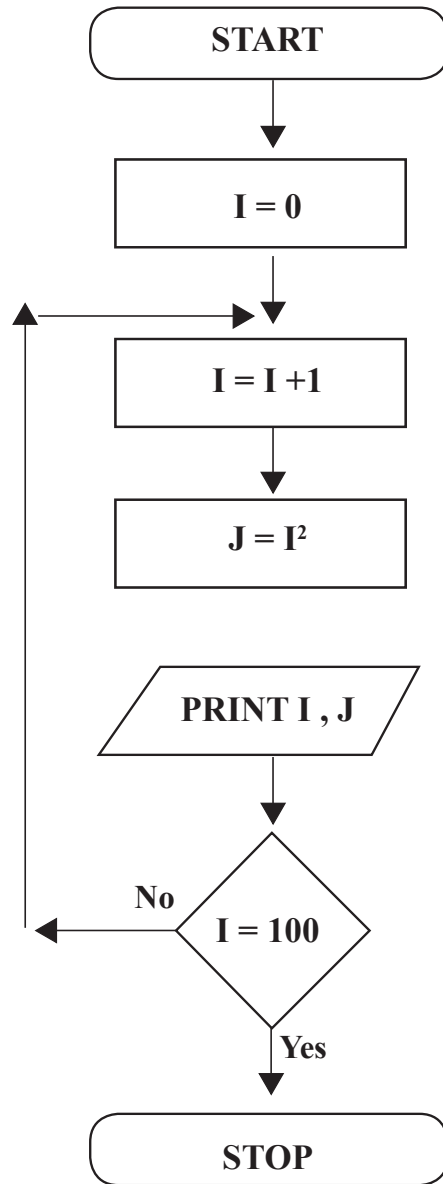 START
I = 0
I = I +1
J = I²
PRINT I , J
No
I = 100
Yes
STOP